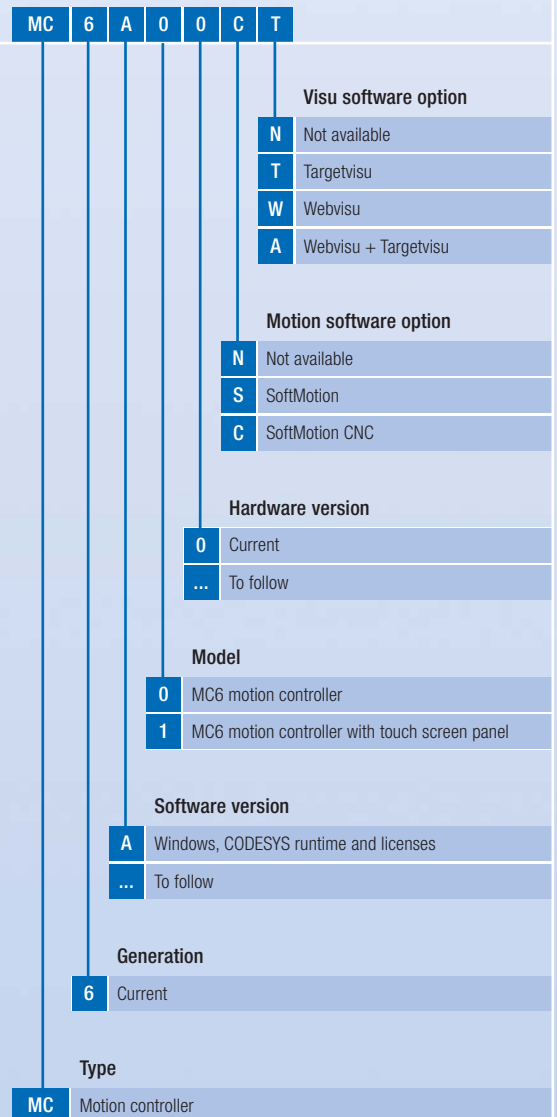 MC 6 A 0 0 C T
Visu software option
N Not available
T Targetvisu
W Webvisu
A Webvisu + Targetvisu
Motion software option
N Not available
S SoftMotion
C SoftMotion CNC
Hardware version
0 Current
... To follow
Model
0 MC6 motion controller
1 MC6 motion controller with touch screen panel
Software version
A Windows, CODESYS runtime and licenses
... To follow
Generation
6 Current
Type
MC Motion controller